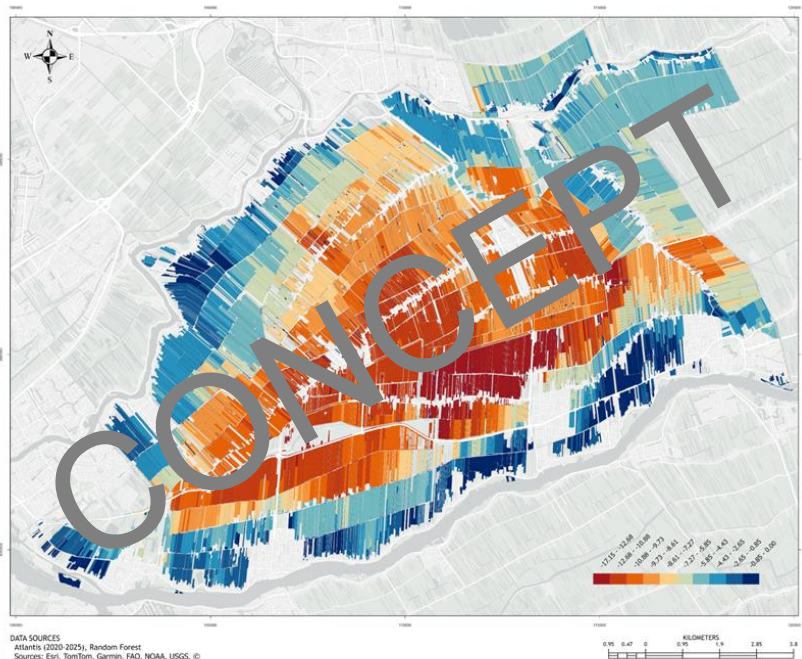 N
W E
S
CONCEPT
-17.15 - -12.68
-12.68 - -10.88
-10.88 - -9.73
-9.73 - -8.61
-8.61 - -7.27
-7.27 - -5.85
-5.85 - -4.43
-4.43 - -2.65
-2.65 - -0.85
-0.85 - 0.00
DATA SOURCES
Atlantis (2020-2025), Random Forest
Sources: Esri, TomTom, Garmin, FAO, NOAA, USGS, ©
KILOMETERS
0.95 0.47 0 0.95 1.9 2.85 3.8